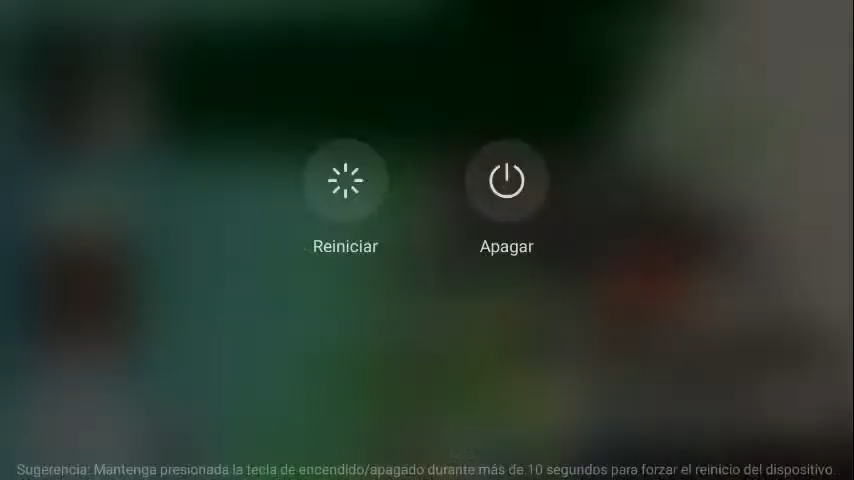 Reiniciar
Apagar
Sugerencia: Mantenga presionada la tecla de encendido/apagado durante más de 10 segundos para forzar el reinicio del dispositivo